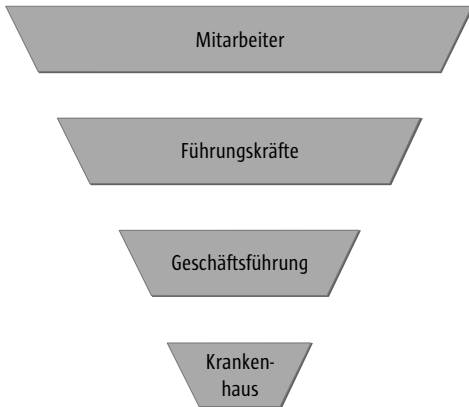 Mitarbeiter
Führungskräfte
Geschäftsführung
Kranken-
haus